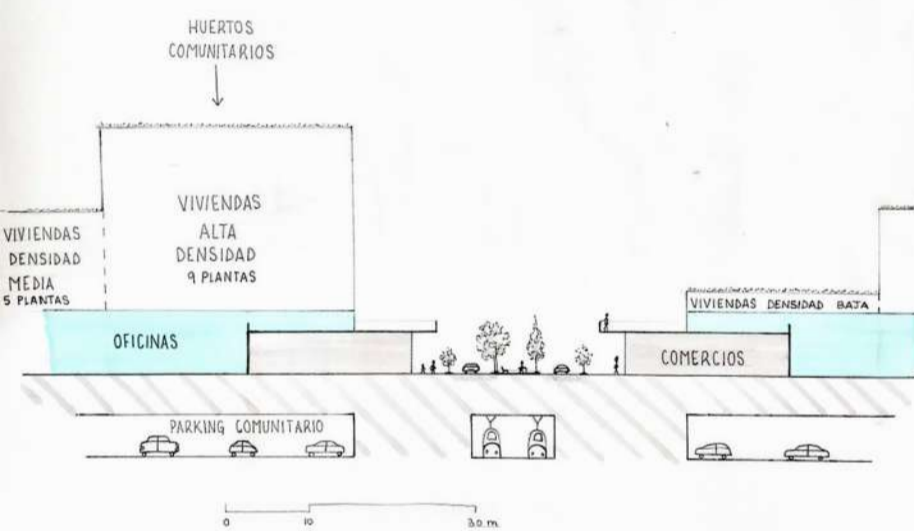 HUERTOS
COMUNITARIOS
VIVIENDAS
ALTA
DENSIDAD
9 PLANTAS
VIVIENDAS
DENSIDAD
MEDIA
5 PLANTAS
VIVIENDAS DENSIDAD BAJA
OFICINAS
COMERCIOS
PARKING COMUNITARIO
0 10 30 m